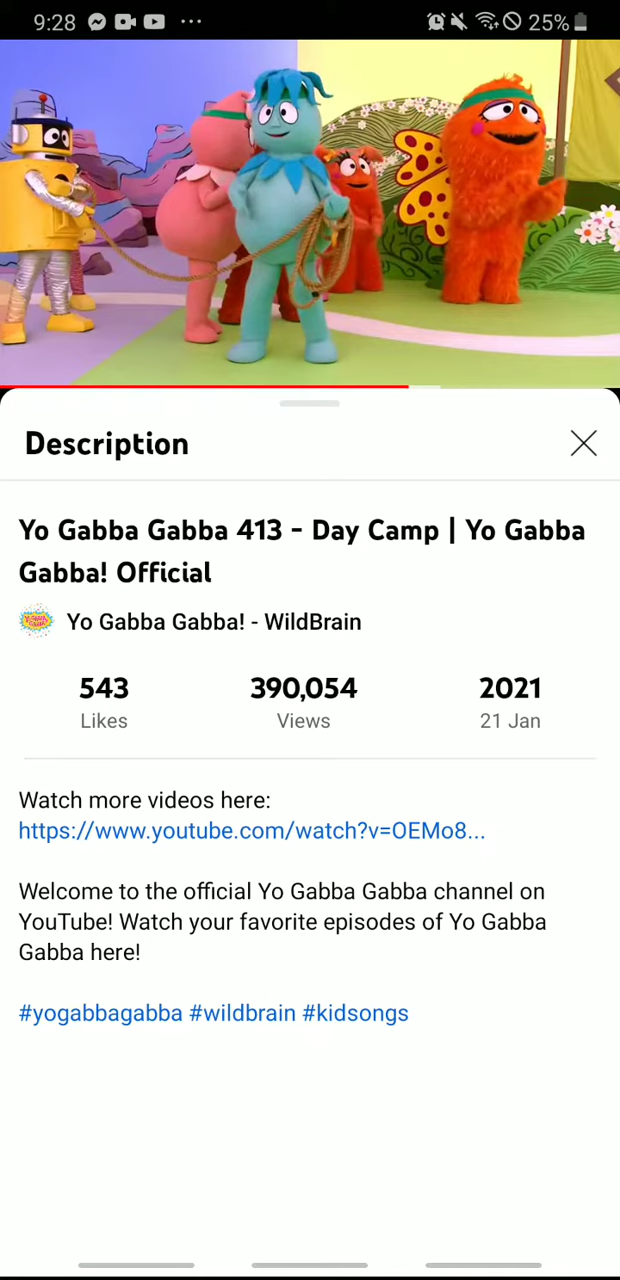 9:28
25%
Description
Yo Gabba Gabba 413 - Day Camp | Yo Gabba
Gabba! Official
Yo Gabba Gabba! - WildBrain
543 390,054 2021
Likes Views 21 Jan
Watch more videos here:
https://www.youtube.com/watch?v=OEMo8...
Welcome to the official Yo Gabba Gabba channel on
YouTube! Watch your favorite episodes of Yo Gabba
Gabba here!
#yogabbagabba #wildbrain #kidsongs